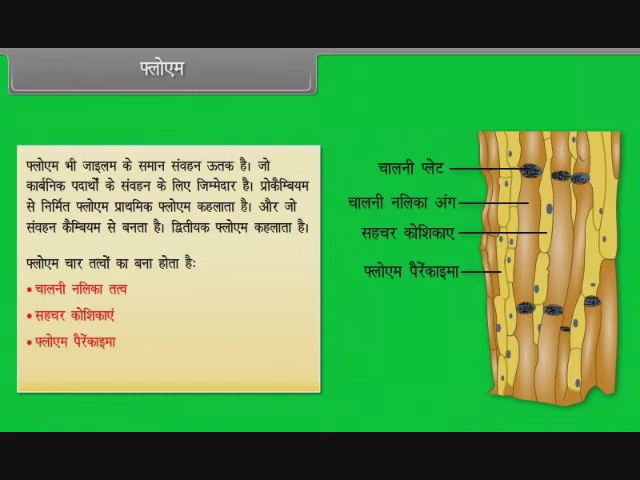 फ्लोएम
फ्लोएम भी जाइलम के समान संवहन ऊतक है। जो
कार्बनिक पदार्थों के संवहन के लिए जिम्मेदार है। प्रोकैम्बियम
से निर्मित फ्लोएम प्राथमिक फ्लोएम कहलाता है। और जो
संवहन कैम्बियम से बनता है। द्वितीयक फ्लोएम कहलाता है।
फ्लोएम चार तत्वों का बना होता हैः
• चालनी नलिका तत्व
• सहचर कोशिकाएं
• फ्लोएम पैरेंकाइमा
चालनी प्लेट
चालनी नलिका अंग
सहचर कोशिकाए
फ्लोएम पैरेंकाइमा